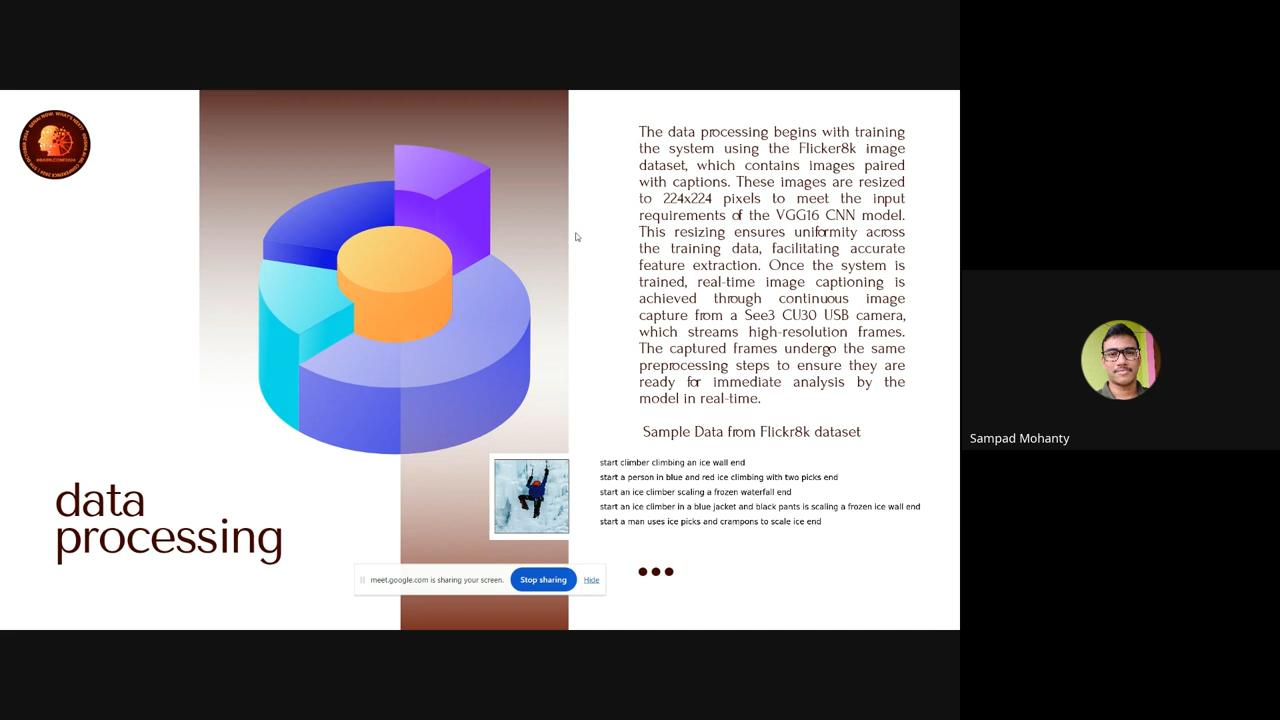 The data processing begins with training
the system using the Flicker8k image
dataset, which contains images paired
with captions. These images are resized
to 224x224 pixels to meet the input
requirements of the VGG16 CNN model.
This resizing ensures uniformity across
the training data, facilitating accurate
feature extraction. Once the system is
trained, real-time image captioning is
achieved through continuous image
capture from a See3 CU30 USB camera,
which streams high-resolution frames.
The captured frames undergo the same
preprocessing steps to ensure they are
ready for immediate analysis by the
model in real-time.
Sample Data from Flickr8k dataset
start climber climbing an ice wall end
start a person in blue and red ice climbing with two picks end
start an ice climber scaling a frozen waterfall end
start an ice climber in a blue jacket and black pants is scaling a frozen ice wall end
start a man uses ice picks and crampons to scale ice end
data
processing
meet.google.com is sharing your screen. Stop sharing Hide
Sampad Mohanty